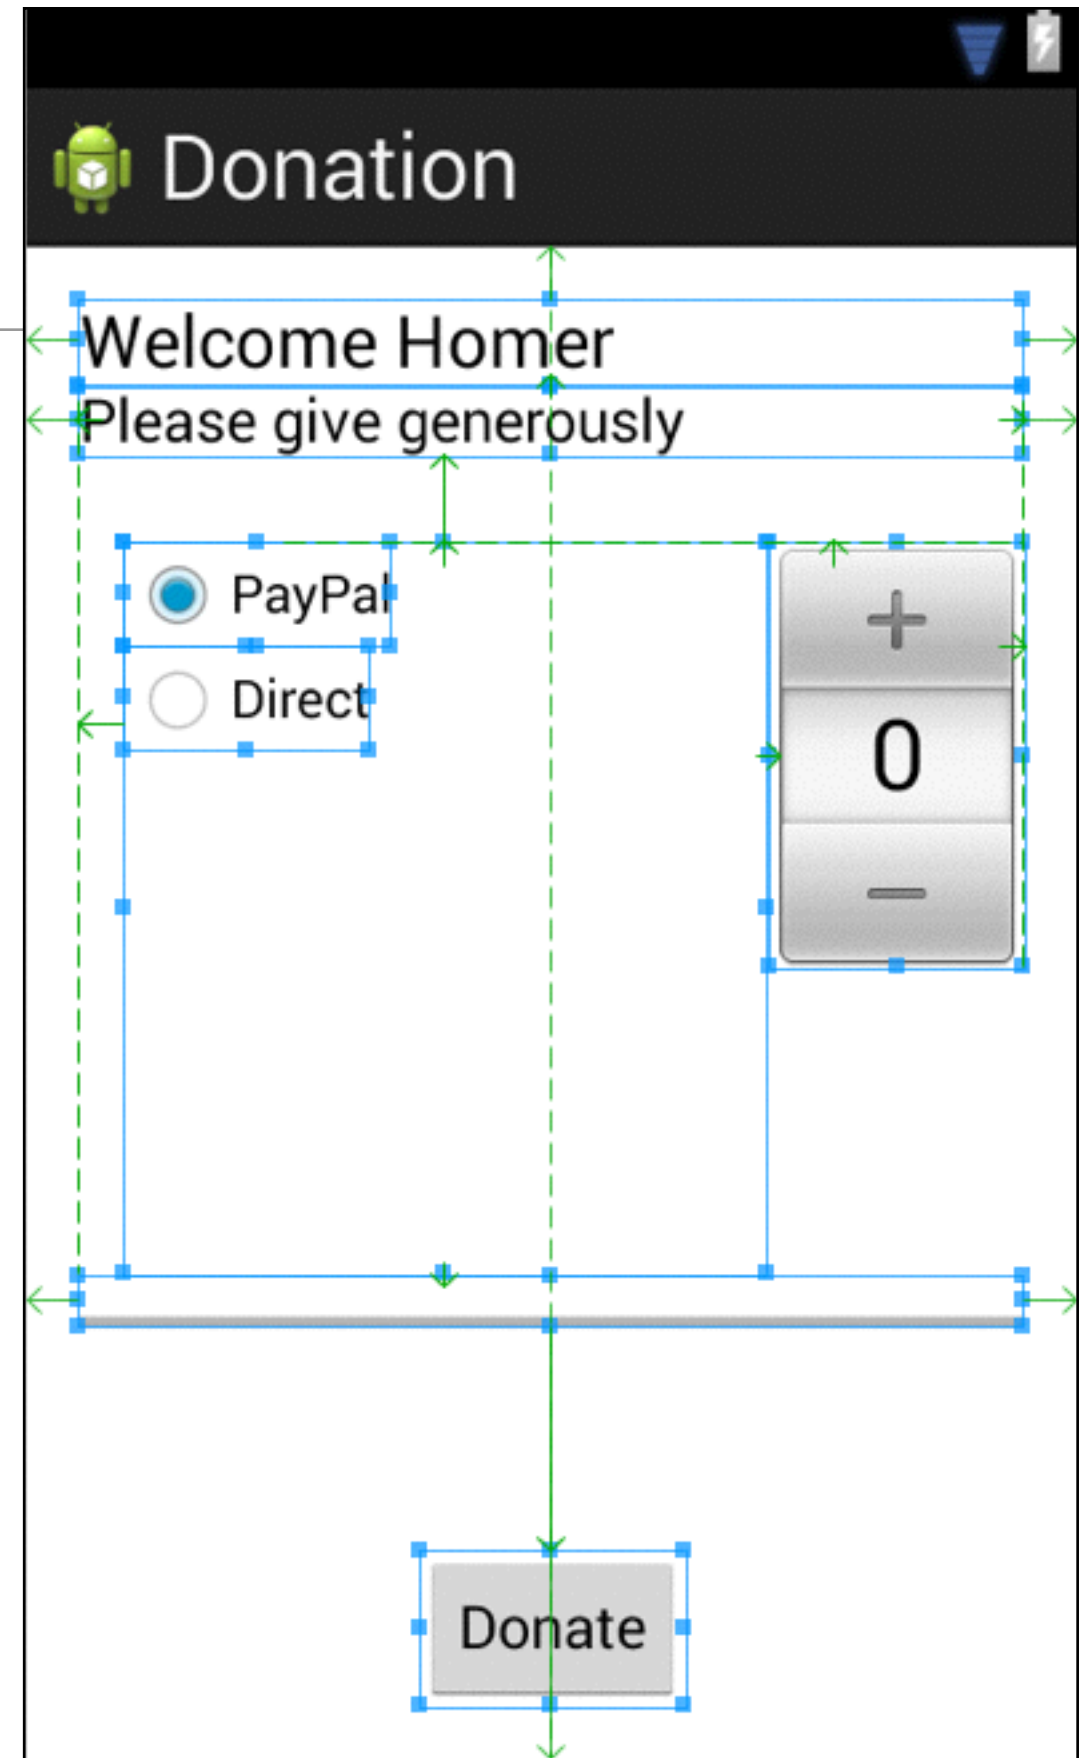 Donation
Welcome Homer
Please give generously
PayPal
Direct
+
0
−
Donate